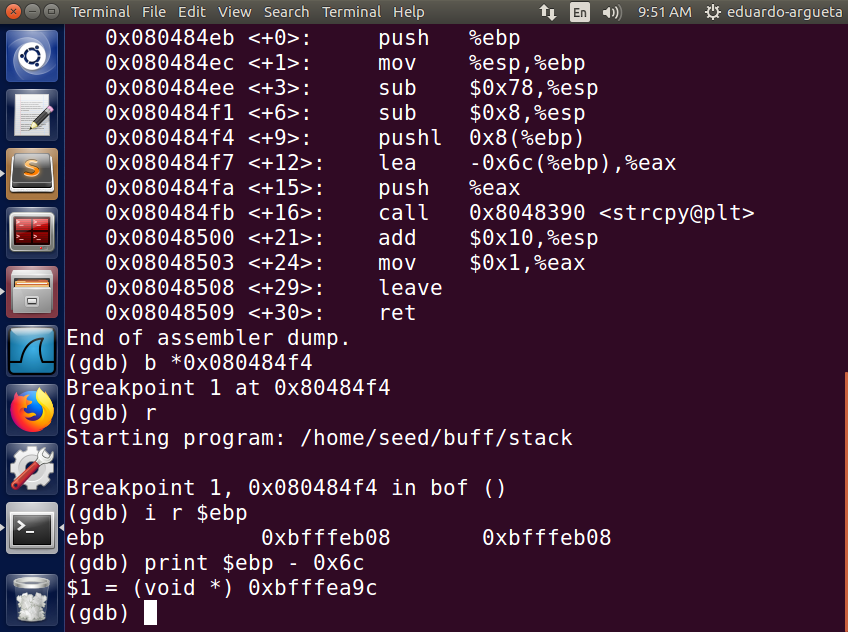 Terminal File Edit View Search Terminal Help En 9:51 AM eduardo-argueta
0x080484eb <+0>: push %ebp
0x080484ec <+1>: mov %esp,%ebp
0x080484ee <+3>: sub $0x78,%esp
0x080484f1 <+6>: sub $0x8,%esp
0x080484f4 <+9>: pushl 0x8(%ebp)
0x080484f7 <+12>: lea -0x6c(%ebp),%eax
0x080484fa <+15>: push %eax
0x080484fb <+16>: call 0x8048390 <strcpy@plt>
0x08048500 <+21>: add $0x10,%esp
0x08048503 <+24>: mov $0x1,%eax
0x08048508 <+29>: leave
0x08048509 <+30>: ret
End of assembler dump.
(gdb) b *0x080484f4
Breakpoint 1 at 0x80484f4
(gdb) r
Starting program: /home/seed/buff/stack
Breakpoint 1, 0x080484f4 in bof ()
(gdb) i r $ebp
ebp 0xbfffeb08 0xbfffeb08
(gdb) print $ebp - 0x6c
$1 = (void *) 0xbfffea9c
(gdb)